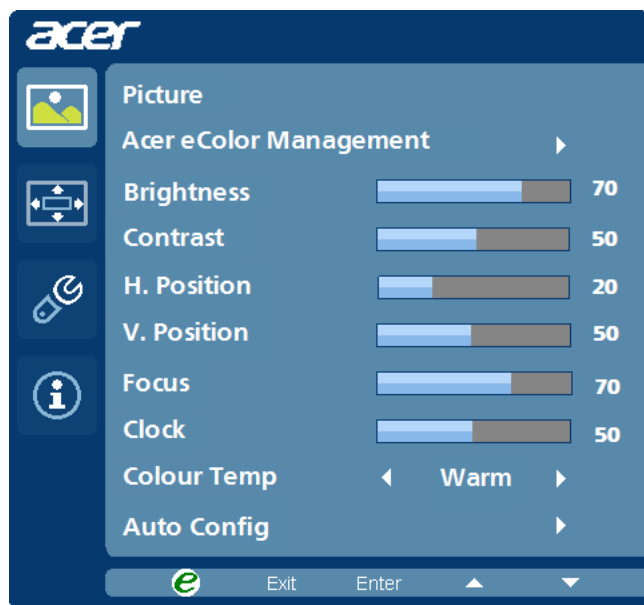 acer
Picture
Acer eColor Management
Brightness 70
Contrast 50
H. Position 20
V. Position 50
Focus 70
Clock 50
Colour Temp Warm
Auto Config
e Exit Enter